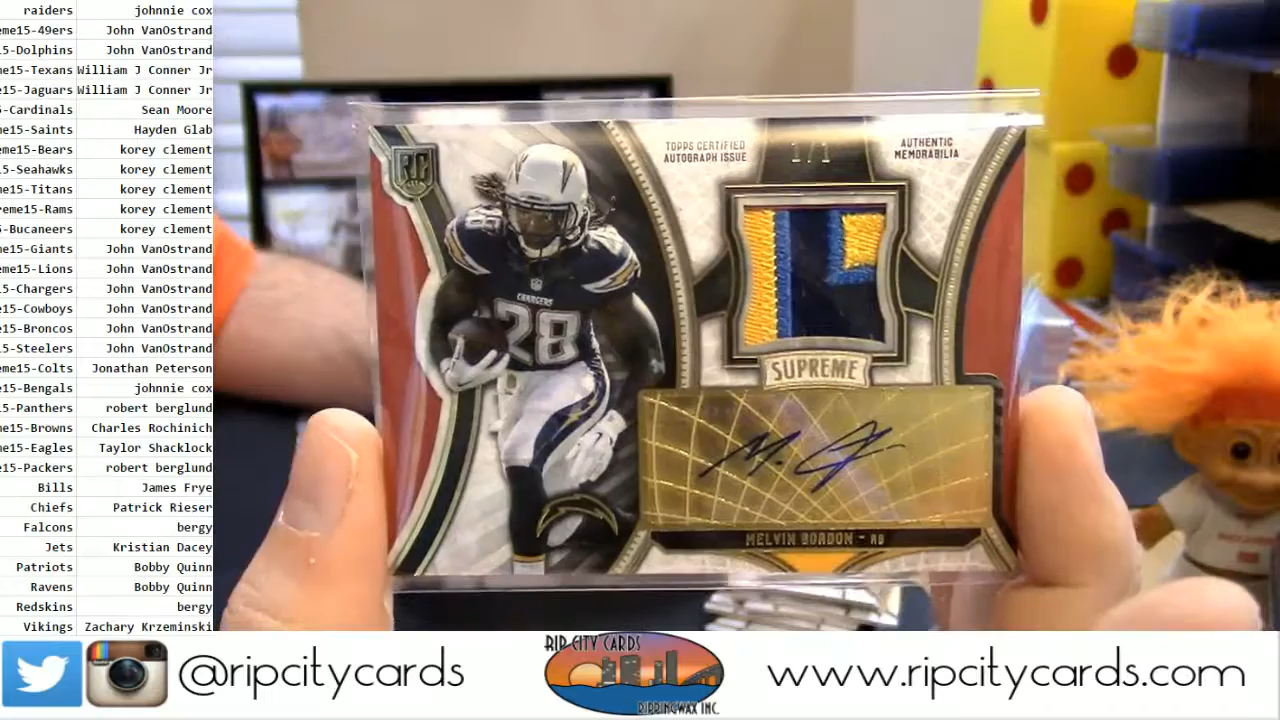 raiders johnnie cox
eme15-49ers John VanOstrand
15-Dolphins John VanOstrand
me15-Texans William J Conner Jr
e15-Jaguars William J Conner Jr
5-Cardinals Sean Moore
eme15-Saints Hayden Glab
eme15-Bears korey clement
15-Seahawks korey clement
me15-Titans korey clement
reme15-Rams korey clement
-Bucaneers korey clement
me15-Giants John VanOstrand
eme15-Lions John VanOstrand
15-Chargers John VanOstrand
e15-Cowboys John VanOstrand
e15-Broncos John VanOstrand
15-Steelers John VanOstrand
eme15-Colts Jonathan Peterson
e15-Bengals johnnie cox
15-Panthers robert berglund
me15-Browns Charles Rochinich
me15-Eagles Taylor Shacklock
e15-Packers robert berglund
Bills James Frye
Chiefs Patrick Rieser
Falcons bergy
Jets Kristian Dacey
Patriots Bobby Quinn
Ravens Bobby Quinn
Redskins bergy
Vikings Zachary Krzeminski
RC
TOPPS CERTIFIED
AUTOGRAPH ISSUE
1/1
AUTHENTIC
MEMORABILIA
28
CHARGERS
28
SUPREME
M. G
MELVIN GORDON - RB
@ripcitycards
RIP CITY CARDS
RIPPINGWAX INC.
www.ripcitycards.com